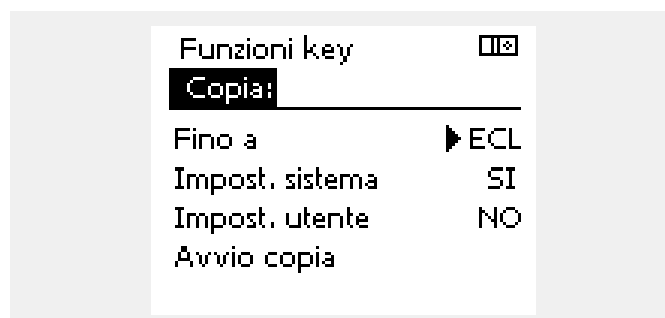 Funzioni key
Copia:
Fino a ECL
Impost. sistema SI
Impost. utente NO
Avvio copia